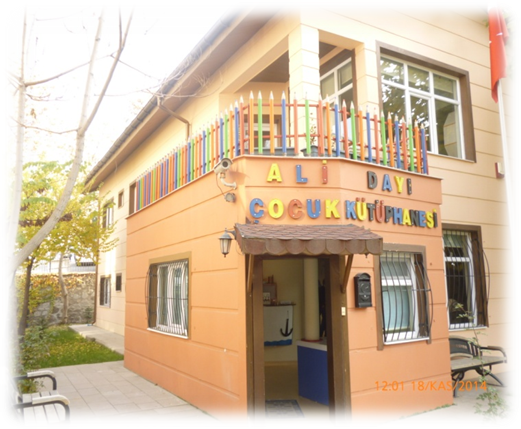 ALİ DAYI
ÇOCUK KÜTÜPHANESİ
12:01 18/KAS/2014